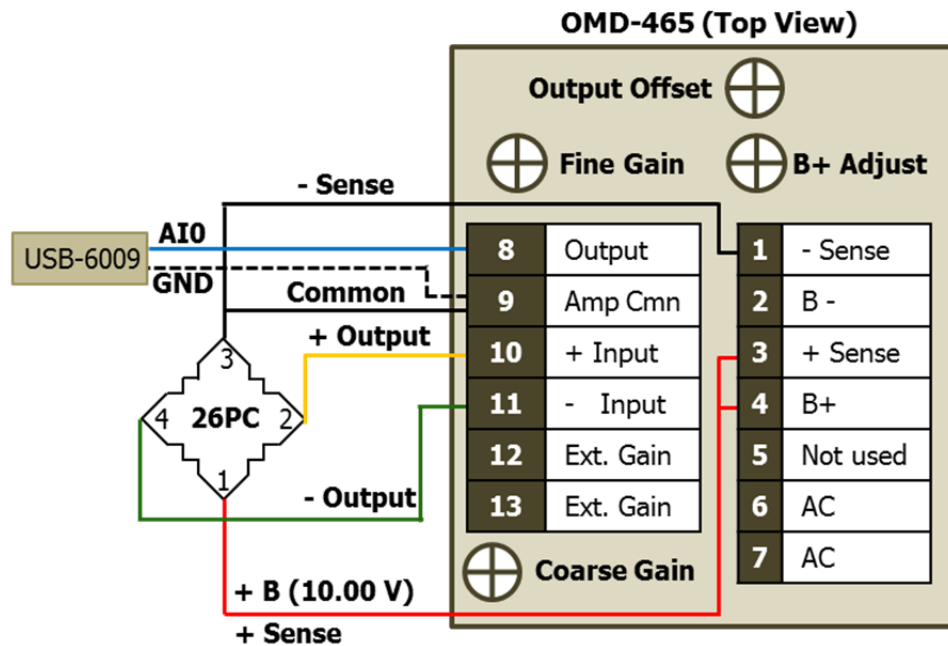 OMD-465 (Top View)
Output Offset
Fine Gain
B+ Adjust
- Sense
AI0
USB-6009
GND
Common
+ Output
8 Output
9 Amp Cmn
10 + Input
11 - Input
12 Ext. Gain
13 Ext. Gain
1 - Sense
2 B -
3 + Sense
4 B+
5 Not used
6 AC
7 AC
3
4 26PC 2
1
- Output
Coarse Gain
+ B (10.00 V)
+ Sense